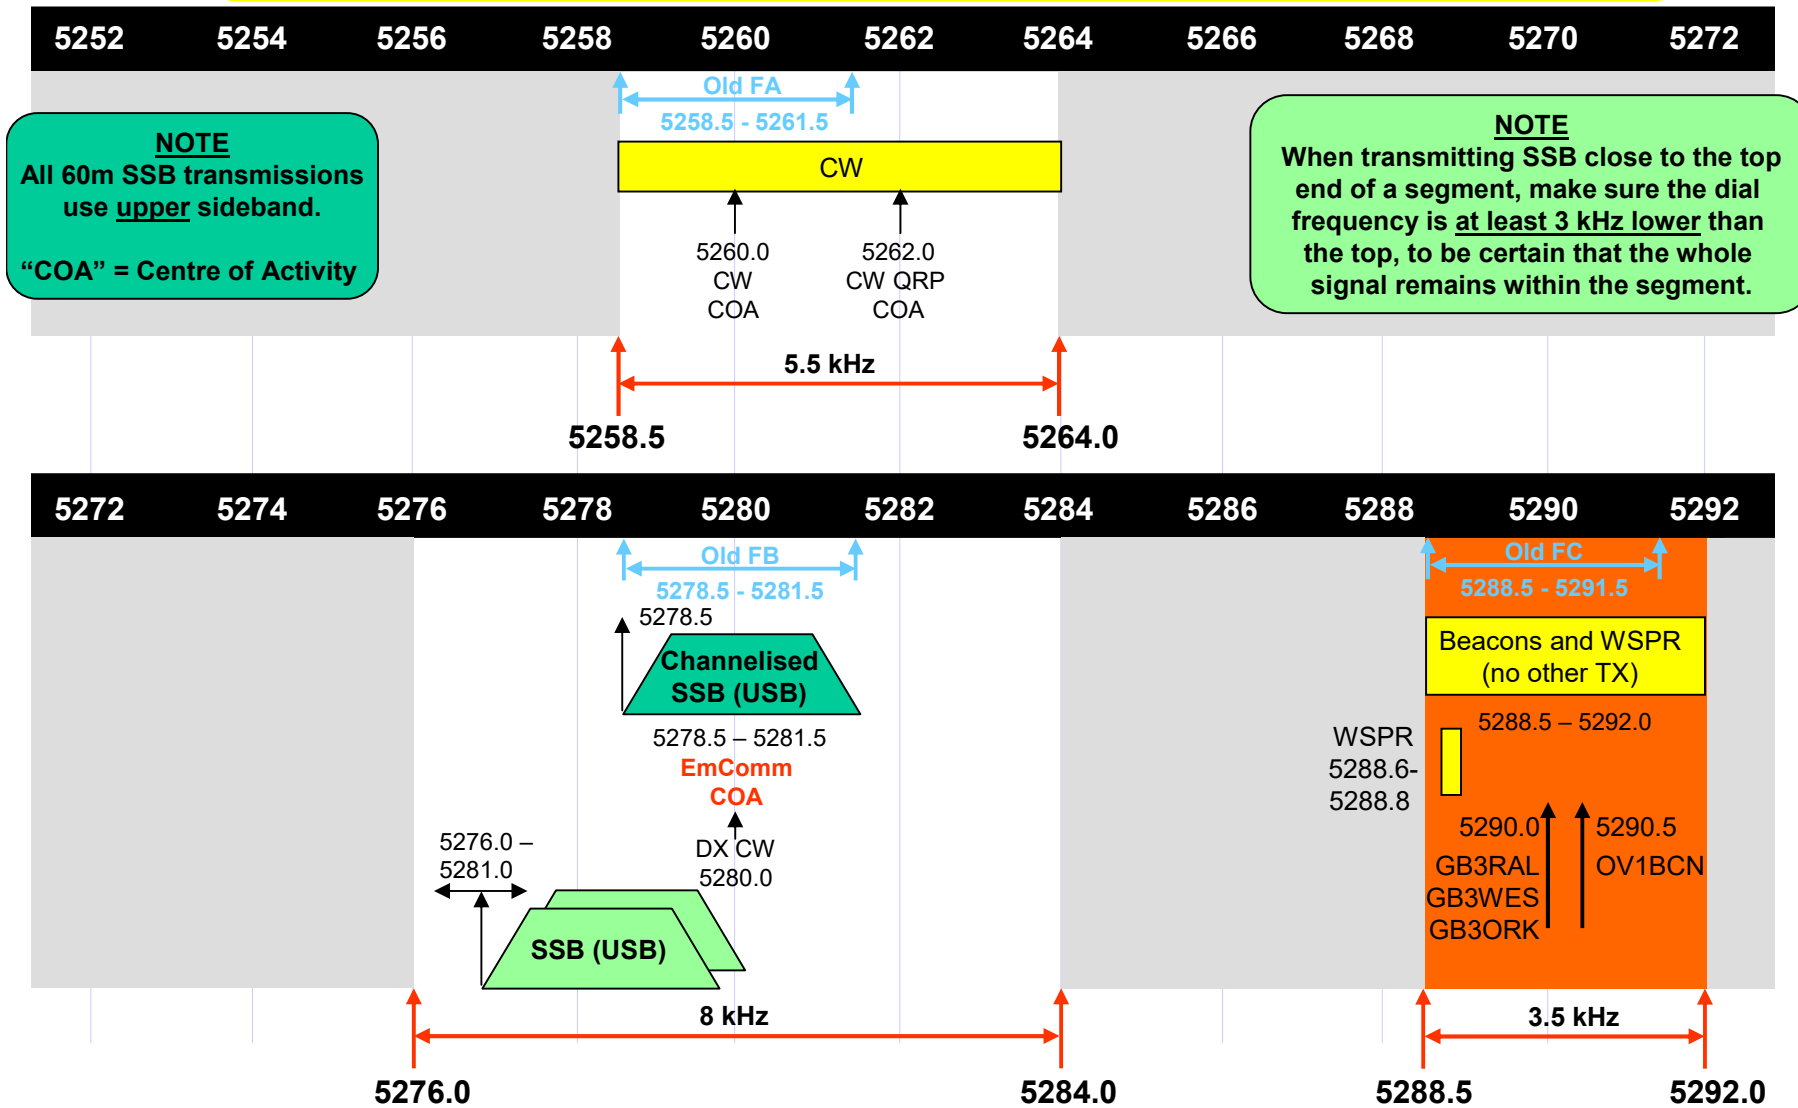 5252 5254 5256 5258 5260 5262 5264 5266 5268 5270 5272
Old FA
5258.5 - 5261.5
NOTE
All 60m SSB transmissions
use upper sideband.
“COA” = Centre of Activity
CW
5260.0
CW
COA
5262.0
CW QRP
COA
NOTE
When transmitting SSB close to the top
end of a segment, make sure the dial
frequency is at least 3 kHz lower than
the top, to be certain that the whole
signal remains within the segment.
5.5 kHz
5258.5
5264.0
5272 5274 5276 5278 5280 5282 5284 5286 5288 5290 5292
Old FB
5278.5 - 5281.5
5278.5
Channelised
SSB (USB)
5278.5 – 5281.5
EmComm
COA
DX CW
5280.0
5276.0 –
5281.0
SSB (USB)
8 kHz
5276.0
5284.0
Old FC
5288.5 - 5291.5
Beacons and WSPR
(no other TX)
5288.5 – 5292.0
WSPR
5288.6-
5288.8
5290.0
GB3RAL
GB3WES
GB3ORK
5290.5
OV1BCN
3.5 kHz
5288.5
5292.0